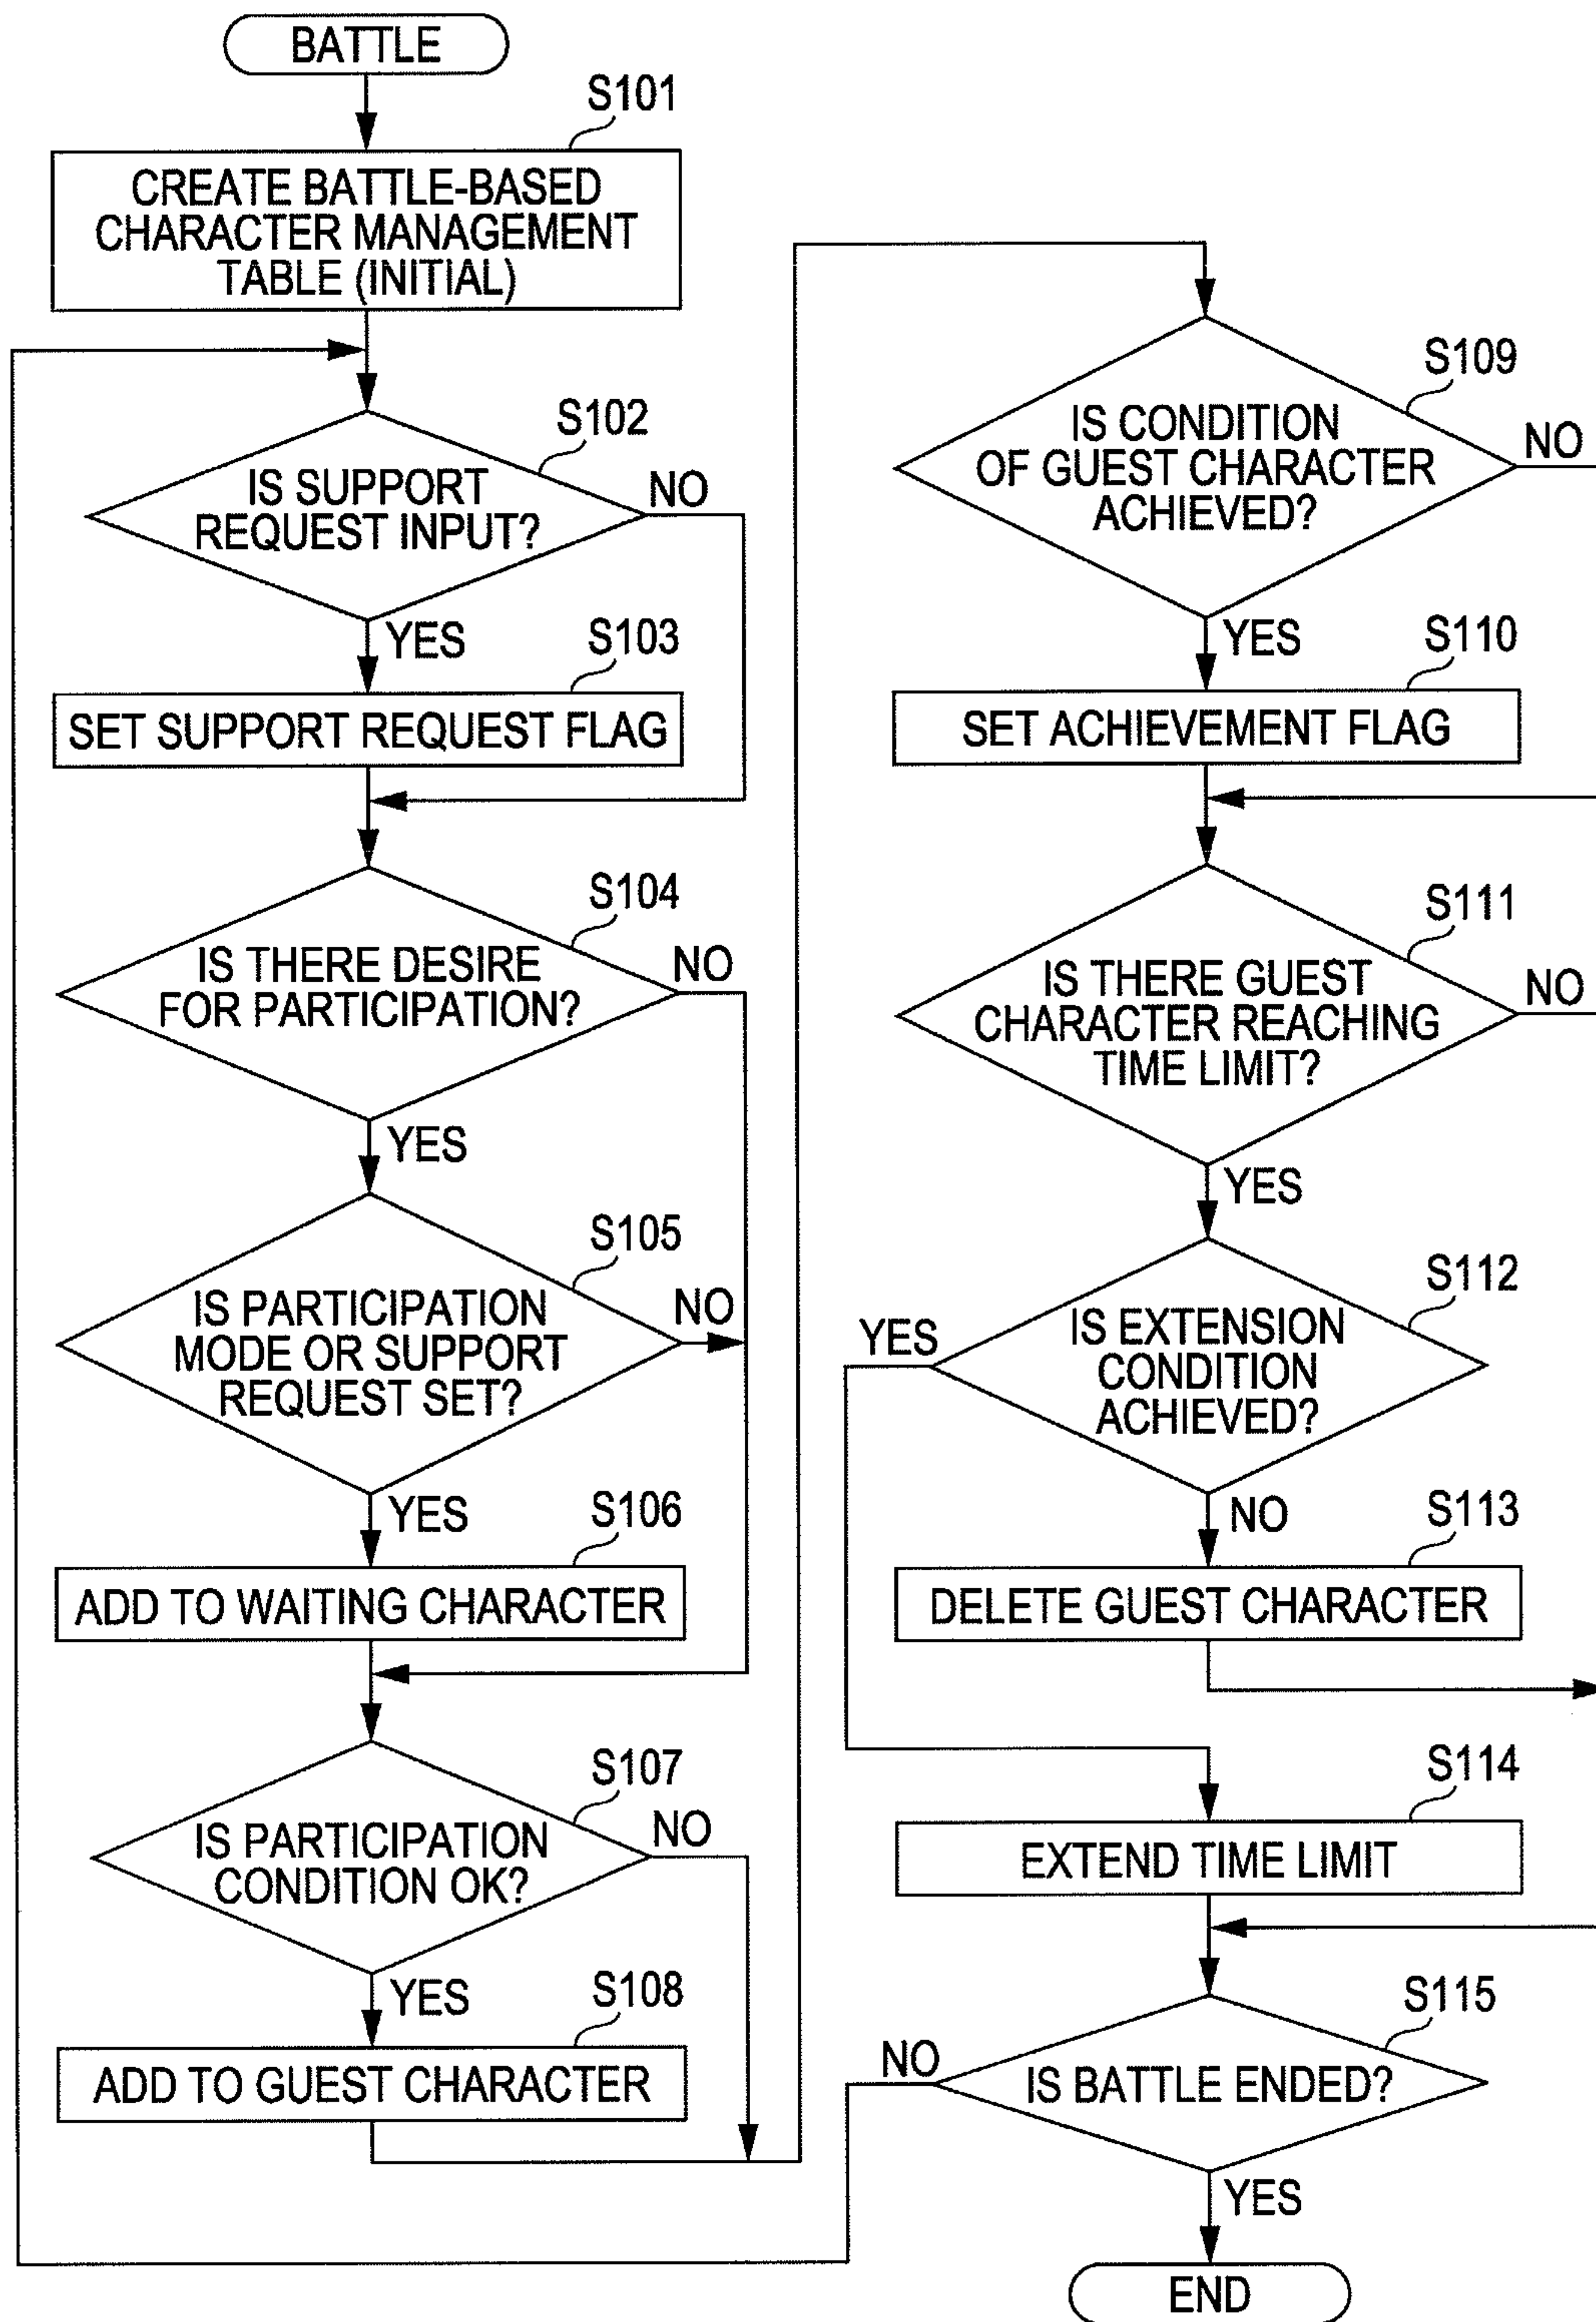 BATTLE
S101
CREATE BATTLE-BASED
CHARACTER MANAGEMENT
TABLE (INITIAL)
S102
IS SUPPORT
REQUEST INPUT?
NO
YES
S103
SET SUPPORT REQUEST FLAG
S104
IS THERE DESIRE
FOR PARTICIPATION?
NO
YES
S105
IS PARTICIPATION
MODE OR SUPPORT
REQUEST SET?
NO
YES
S106
ADD TO WAITING CHARACTER
S107
IS PARTICIPATION
CONDITION OK?
NO
YES
S108
ADD TO GUEST CHARACTER
S109
IS CONDITION
OF GUEST CHARACTER
ACHIEVED?
NO
YES
S110
SET ACHIEVEMENT FLAG
S111
IS THERE GUEST
CHARACTER REACHING
TIME LIMIT?
NO
YES
S112
IS EXTENSION
CONDITION
ACHIEVED?
YES
NO
S113
DELETE GUEST CHARACTER
S114
EXTEND TIME LIMIT
S115
IS BATTLE ENDED?
NO
YES
END